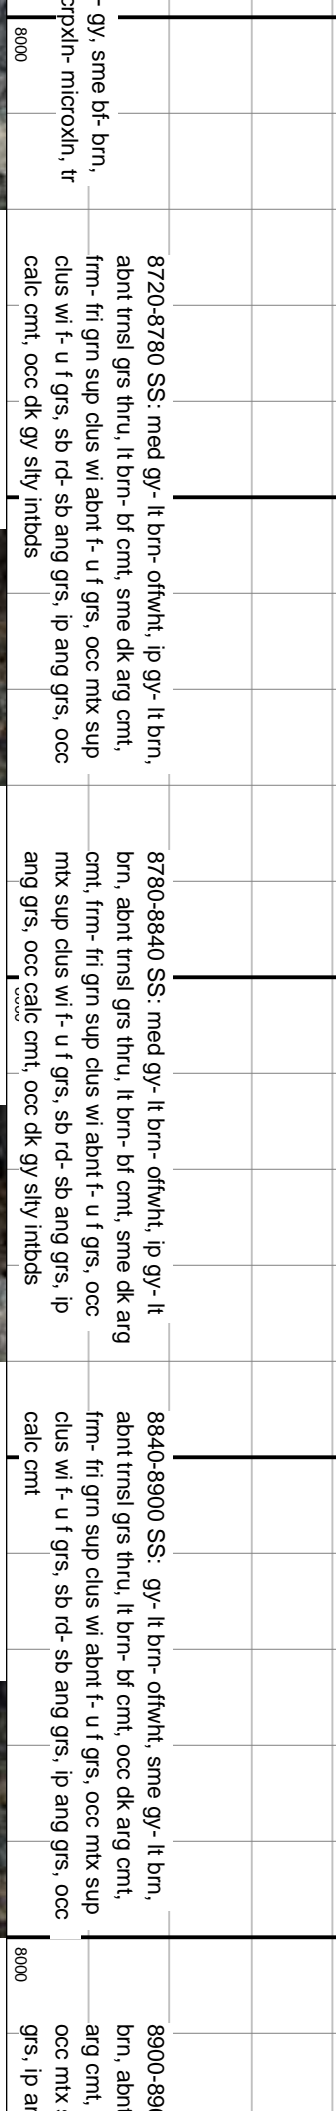 - gy, sme bf- brn,
crpxln- microxln, tr
8000
8720-8780 SS: med gy- lt brn- offwht, ip gy- lt brn,
abnt trnsl grs thru, lt brn- bf cmt, sme dk arg cmt,
frm- fri grn sup clus wi abnt f- u f grs, occ mtx sup
clus wi f- u f grs, sb rd- sb ang grs, ip ang grs, occ
calc cmt, occ dk gy slty intbds
8780-8840 SS: med gy- lt brn- offwht, ip gy- lt
brn, abnt trnsl grs thru, lt brn- bf cmt, sme dk arg
cmt, frm- fri grn sup clus wi abnt f- u f grs, occ
mtx sup clus wi f- u f grs, sb rd- sb ang grs, ip
ang grs, occ calc cmt, occ dk gy slty intbds
8840-8900 SS:  gy- lt brn- offwht, sme gy- lt brn,
abnt trnsl grs thru, lt brn- bf cmt, occ dk arg cmt,
frm- fri grn sup clus wi abnt f- u f grs, occ mtx sup
clus wi f- u f grs, sb rd- sb ang grs, ip ang grs, occ
calc cmt
8000
8900-896
brn, abnt
arg cmt,
occ mtx
grs, ip